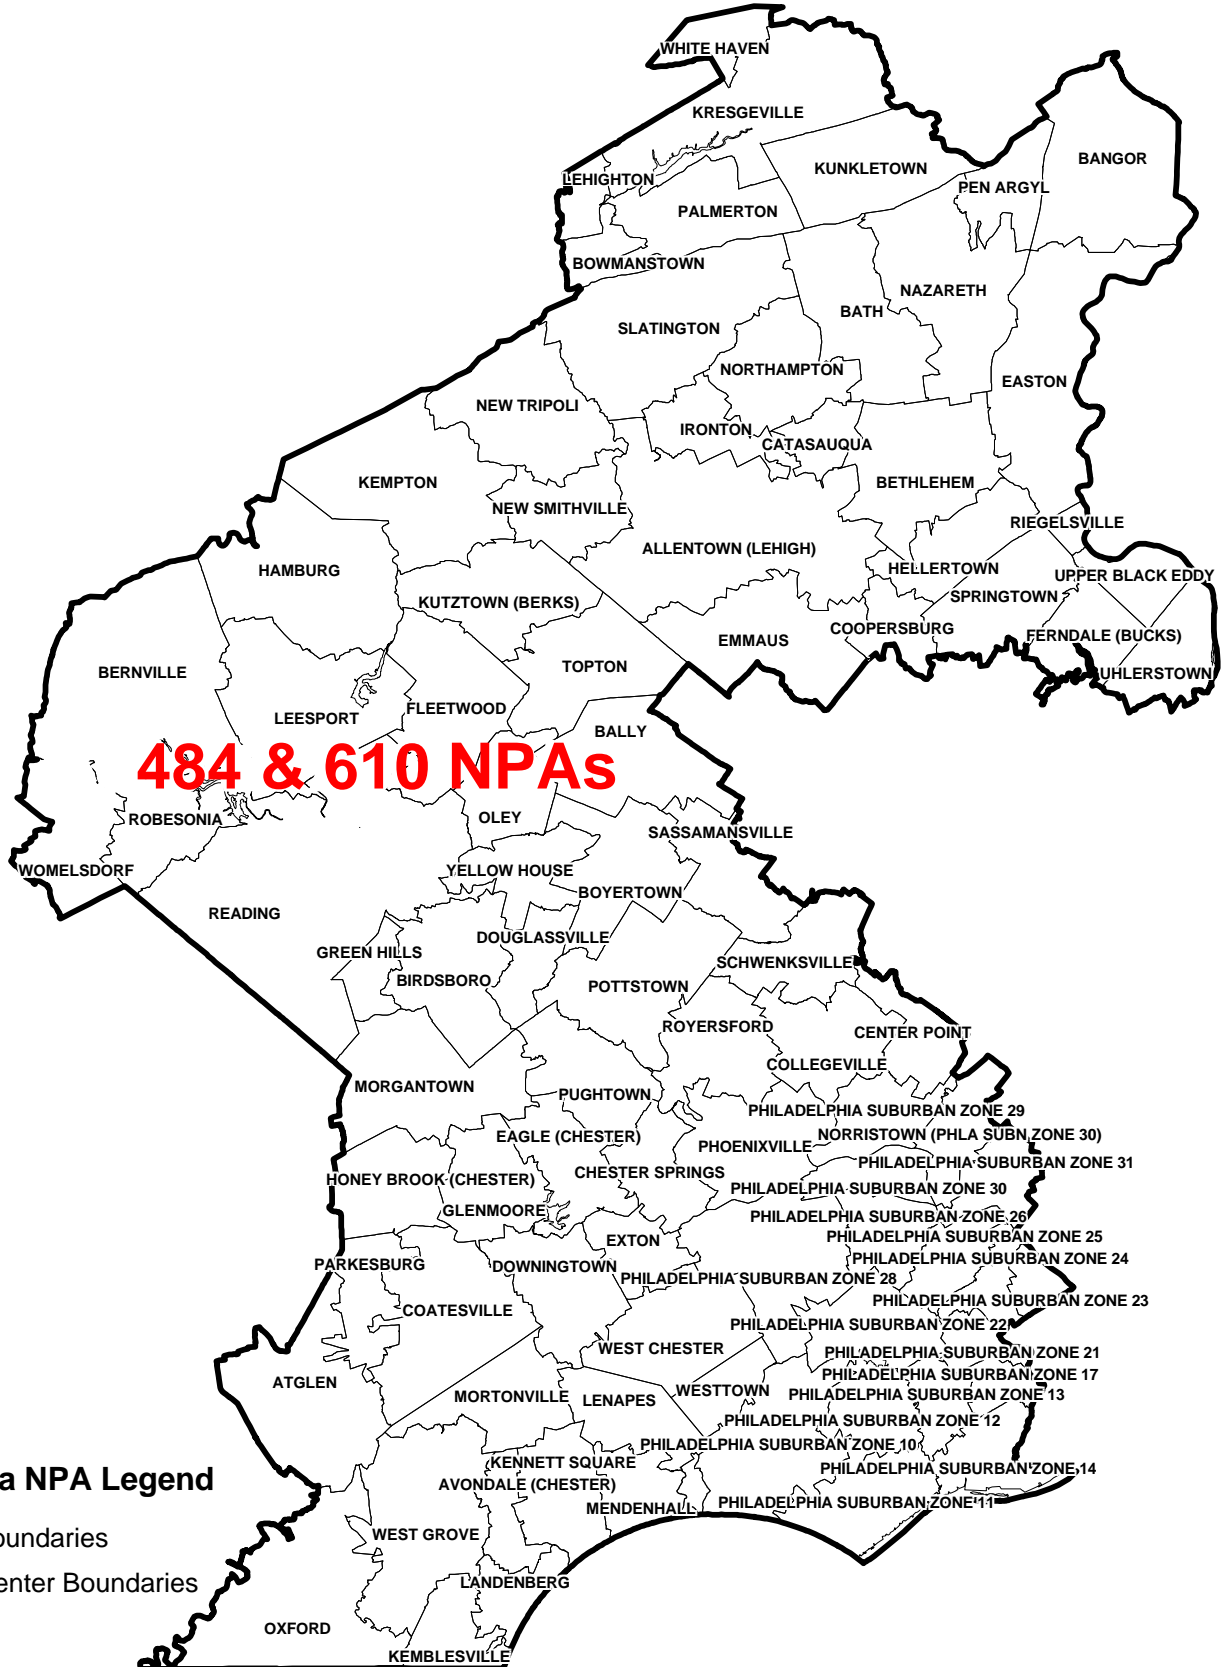 WHITE HAVEN
KRESGEVILLE
BANGOR
KUNKLETOWN
LEHIGHTON
PEN ARGYL
PALMERTON
BOWMANSTOWN
NAZARETH
BATH
SLATINGTON
NORTHAMPTON
EASTON
NEW TRIPOLI
IRONTON
CATASAUQUA
KEMPTON
BETHLEHEM
NEW SMITHVILLE
RIEGELSVILLE
ALLENTOWN (LEHIGH)
HAMBURG
HELLERTOWN
UPPER BLACK EDDY
KUTZTOWN (BERKS)
SPRINGTOWN
COOPERSBURG
EMMAUS
FERNDALE (BUCKS)
TOPTON
BERNVILLE
UHLERSTOWN
FLEETWOOD
LEESPORT
BALLY
484 & 610 NPAs
OLEY
ROBESONIA
SASSAMANSVILLE
WOMELSDORF
YELLOW HOUSE
BOYERTOWN
READING
DOUGLASSVILLE
GREEN HILLS
SCHWENKSVILLE
BIRDSBORO
POTTSTOWN
ROYERSFORD
CENTER POINT
COLLEGEVILLE
MORGANTOWN
PUGHTOWN
PHILADELPHIA SUBURBAN ZONE 29
EAGLE (CHESTER)
NORRISTOWN (PHLA SUBN ZONE 30)
PHOENIXVILLE
PHILADELPHIA SUBURBAN ZONE 31
CHESTER SPRINGS
HONEY BROOK (CHESTER)
PHILADELPHIA SUBURBAN ZONE 30
GLENMOORE
PHILADELPHIA SUBURBAN ZONE 26
PHILADELPHIA SUBURBAN ZONE 25
EXTON
PHILADELPHIA SUBURBAN ZONE 24
PARKESBURG
DOWNINGTOWN
PHILADELPHIA SUBURBAN ZONE 28
PHILADELPHIA SUBURBAN ZONE 23
COATESVILLE
PHILADELPHIA SUBURBAN ZONE 22
WEST CHESTER
PHILADELPHIA SUBURBAN ZONE 21
PHILADELPHIA SUBURBAN ZONE 17
ATGLEN
WESTTOWN
PHILADELPHIA SUBURBAN ZONE 13
MORTONVILLE
LENAPES
PHILADELPHIA SUBURBAN ZONE 12
PHILADELPHIA SUBURBAN ZONE 10
KENNETT SQUARE
PHILADELPHIA SUBURBAN ZONE 14
a NPA Legend
AVONDALE (CHESTER)
MENDENHALL
PHILADELPHIA SUBURBAN ZONE 11
WEST GROVE
oundaries
LANDENBERG
enter Boundaries
OXFORD
KEMBLESVILLE